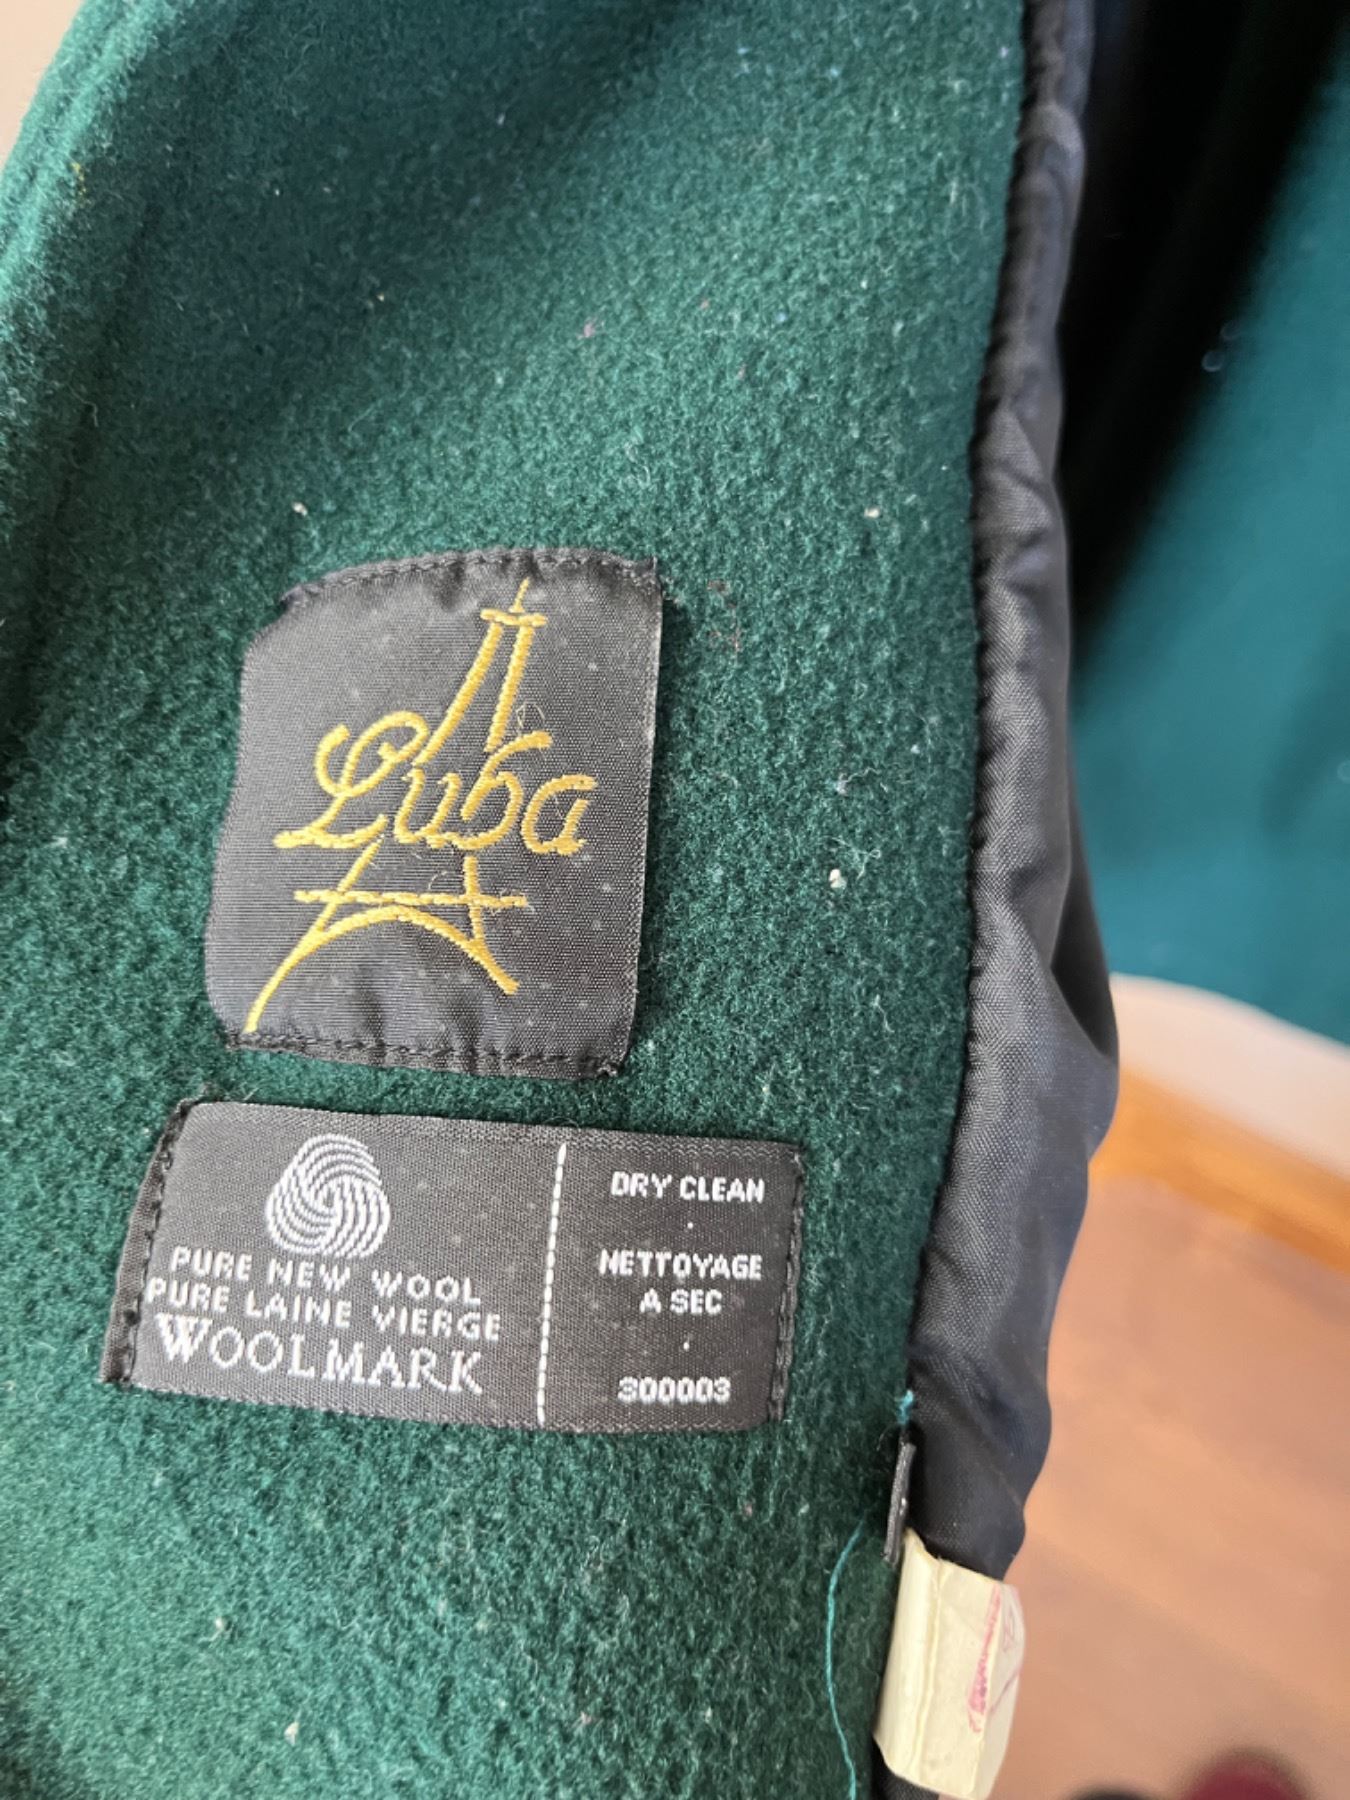 Luba
PURE NEW WOOL
PURE LAINE VIERGE
WOOLMARK
DRY CLEAN
.
NETTOYAGE
A SEC
.
300003